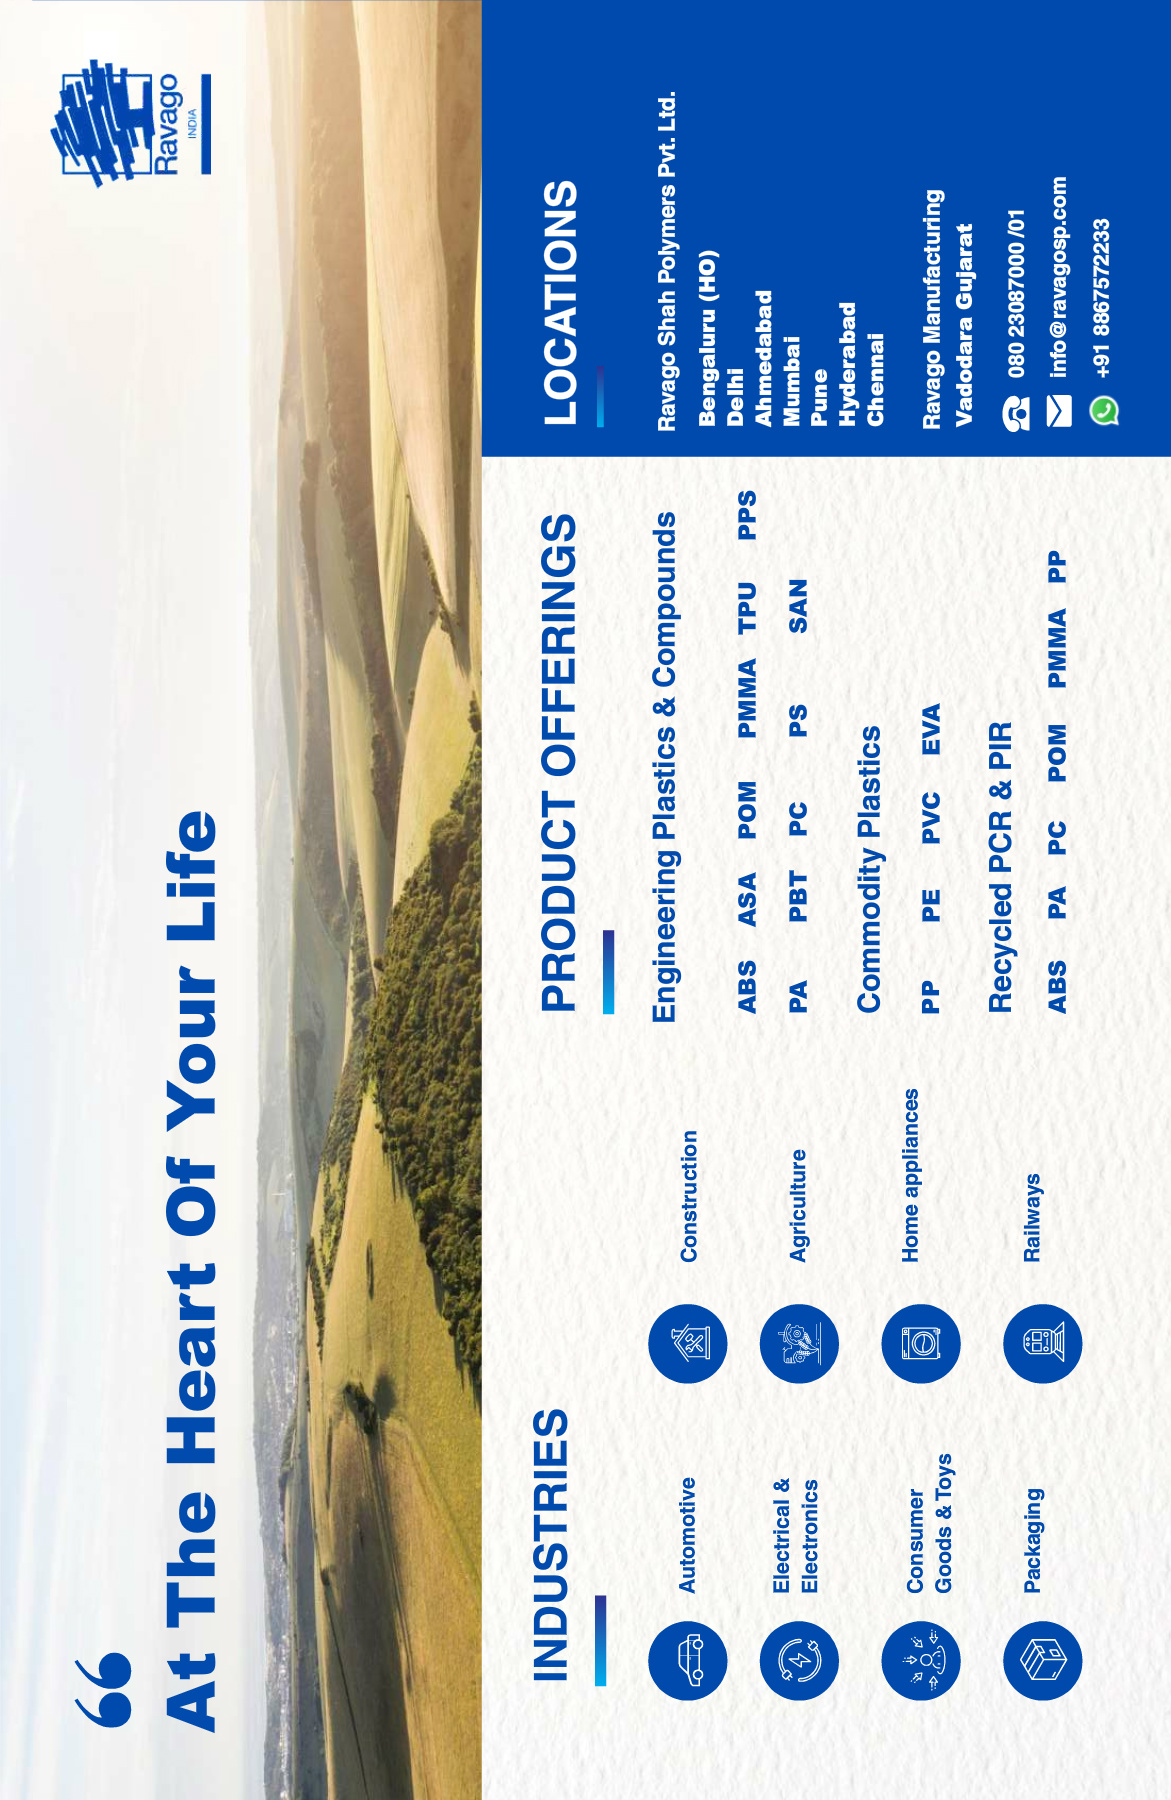 Ravago
INDIA
“
At The Heart Of Your Life
INDUSTRIES
Automotive
Construction
Electrical &
Electronics
Agriculture
Consumer
Goods & Toys
Home appliances
Packaging
Railways
PRODUCT OFFERINGS
Engineering Plastics & Compounds
ABS ASA POM PMMA TPU PPS
PA PBT PC PS SAN
Commodity Plastics
PP PE PVC EVA
Recycled PCR & PIR
ABS PA PC POM PMMA PP
LOCATIONS
Ravago Shah Polymers Pvt. Ltd.
Bengaluru (HO)
Delhi
Ahmedabad
Mumbai
Pune
Hyderabad
Chennai
Ravago Manufacturing
Vadodara Gujarat
080 23087000 /01
info@ravagosp.com
+91 8867572233